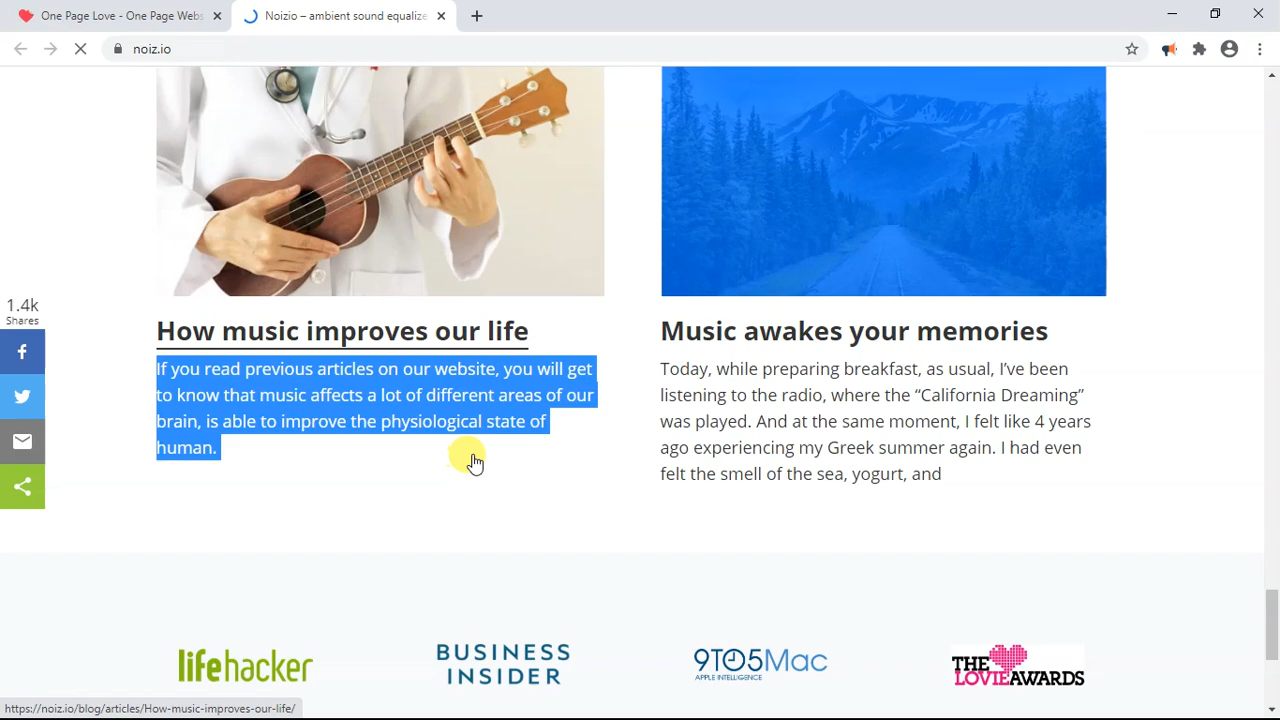 One Page Love - One Page Webs
Noizio – ambient sound equalize
noiz.io
1.4k
Shares
How music improves our life
If you read previous articles on our website, you will get
to know that music affects a lot of different areas of our
brain, is able to improve the physiological state of
human.
Music awakes your memories
Today, while preparing breakfast, as usual, I’ve been
listening to the radio, where the “California Dreaming”
was played. And at the same moment, I felt like 4 years
ago experiencing my Greek summer again. I had even
felt the smell of the sea, yogurt, and
lifehacker
BUSINESS
INSIDER
9TO5Mac
APPLE INTELLIGENCE
THE
LOVIEAWARDS
https://noiz.io/blog/articles/How-music-improves-our-life/